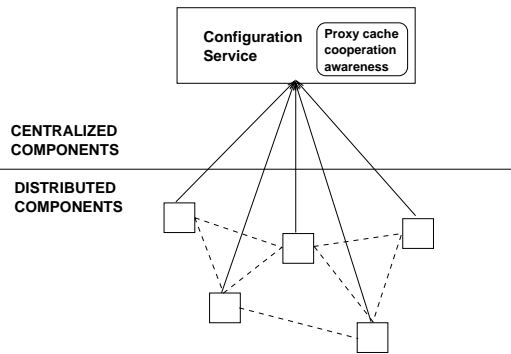 Configuration
Service
Proxy cache
cooperation
awareness
CENTRALIZED
COMPONENTS
DISTRIBUTED
COMPONENTS